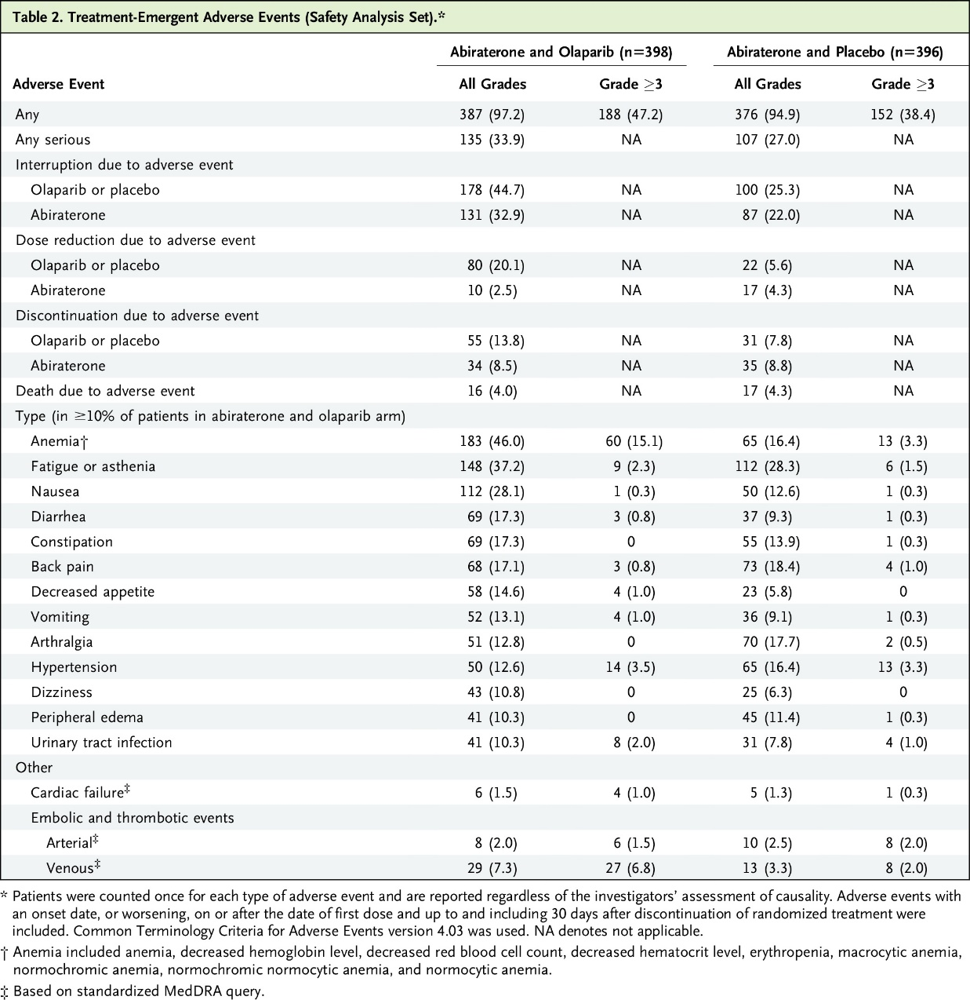 Table 2. Treatment-Emergent Adverse Events (Safety Analysis Set).*
Abiraterone and Olaparib (n=398) Abiraterone and Placebo (n=396)
Adverse Event All Grades Grade ≥3 All Grades Grade ≥3
Any 387 (97.2) 188 (47.2) 376 (94.9) 152 (38.4)
Any serious 135 (33.9) NA 107 (27.0) NA
Interruption due to adverse event
Olaparib or placebo 178 (44.7) NA 100 (25.3) NA
Abiraterone 131 (32.9) NA 87 (22.0) NA
Dose reduction due to adverse event
Olaparib or placebo 80 (20.1) NA 22 (5.6) NA
Abiraterone 10 (2.5) NA 17 (4.3) NA
Discontinuation due to adverse event
Olaparib or placebo 55 (13.8) NA 31 (7.8) NA
Abiraterone 34 (8.5) NA 35 (8.8) NA
Death due to adverse event 16 (4.0) NA 17 (4.3) NA
Type (in ≥10% of patients in abiraterone and olaparib arm)
Anemia† 183 (46.0) 60 (15.1) 65 (16.4) 13 (3.3)
Fatigue or asthenia 148 (37.2) 9 (2.3) 112 (28.3) 6 (1.5)
Nausea 112 (28.1) 1 (0.3) 50 (12.6) 1 (0.3)
Diarrhea 69 (17.3) 3 (0.8) 37 (9.3) 1 (0.3)
Constipation 69 (17.3) 0 55 (13.9) 1 (0.3)
Back pain 68 (17.1) 3 (0.8) 73 (18.4) 4 (1.0)
Decreased appetite 58 (14.6) 4 (1.0) 23 (5.8) 0
Vomiting 52 (13.1) 4 (1.0) 36 (9.1) 1 (0.3)
Arthralgia 51 (12.8) 0 70 (17.7) 2 (0.5)
Hypertension 50 (12.6) 14 (3.5) 65 (16.4) 13 (3.3)
Dizziness 43 (10.8) 0 25 (6.3) 0
Peripheral edema 41 (10.3) 0 45 (11.4) 1 (0.3)
Urinary tract infection 41 (10.3) 8 (2.0) 31 (7.8) 4 (1.0)
Other
Cardiac failure‡ 6 (1.5) 4 (1.0) 5 (1.3) 1 (0.3)
Embolic and thrombotic events
Arterial‡ 8 (2.0) 6 (1.5) 10 (2.5) 8 (2.0)
Venous‡ 29 (7.3) 27 (6.8) 13 (3.3) 8 (2.0)
* Patients were counted once for each type of adverse event and are reported regardless of the investigators’ assessment of causality. Adverse events with
an onset date, or worsening, on or after the date of first dose and up to and including 30 days after discontinuation of randomized treatment were
included. Common Terminology Criteria for Adverse Events version 4.03 was used. NA denotes not applicable.
† Anemia included anemia, decreased hemoglobin level, decreased red blood cell count, decreased hematocrit level, erythropenia, macrocytic anemia,
normochromic anemia, normochromic normocytic anemia, and normocytic anemia.
‡ Based on standardized MedDRA query.